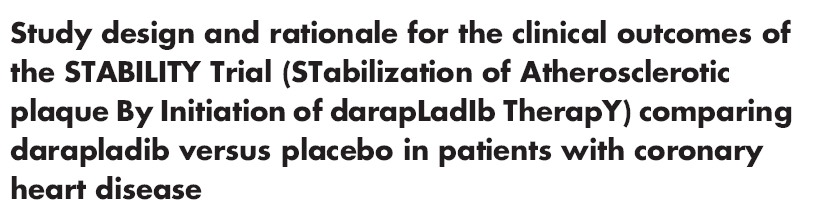 Study design and rationale for the clinical outcomes of
the STABILITY Trial (STabilization of Atherosclerotic
plaque By Initiation of darapLadIb TherapY) comparing
darapladib versus placebo in patients with coronary
heart disease